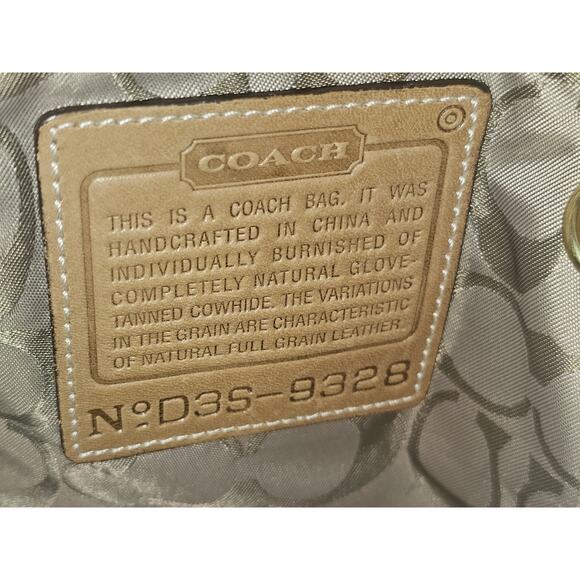 COACH
THIS IS A COACH BAG. IT WAS
HANDCRAFTED IN CHINA AND
INDIVIDUALLY BURNISHED OF
COMPLETELY NATURAL GLOVE-
TANNED COWHIDE. THE VARIATIONS
IN THE GRAIN ARE CHARACTERISTIC
OF NATURAL FULL GRAIN LEATHER.
Nº D3S-9328